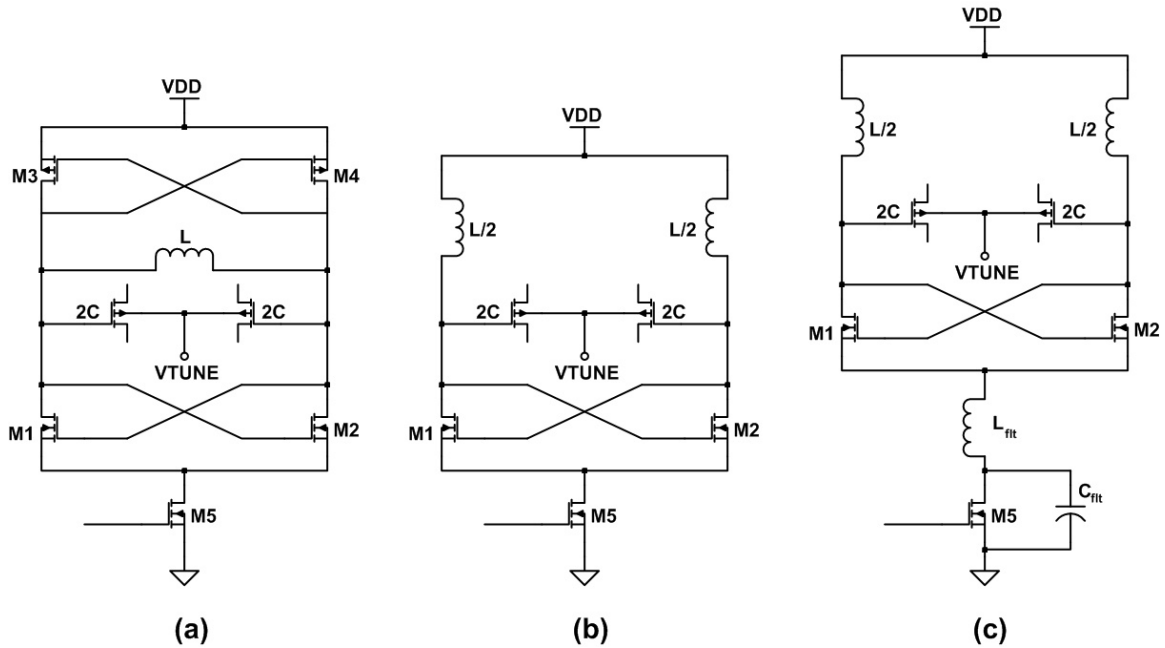 VDD
M3
M4
L
2C
2C
VTUNE
M1
M2
M5
(a)
VDD
L/2
L/2
2C
2C
VTUNE
M1
M2
M5
(b)
VDD
L/2
L/2
2C
2C
VTUNE
M1
M2
Lflt
Cflt
M5
(c)